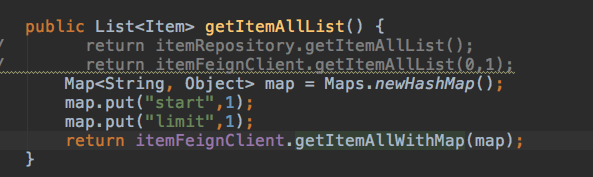 public List<Item> getItemAllList() {
/        return itemRepository.getItemAllList();
/        return itemFeignClient.getItemAllList(0,1);
Map<String, Object> map = Maps.newHashMap();
map.put("start",1);
map.put("limit",1);
return itemFeignClient.getItemAllWithMap(map);
}